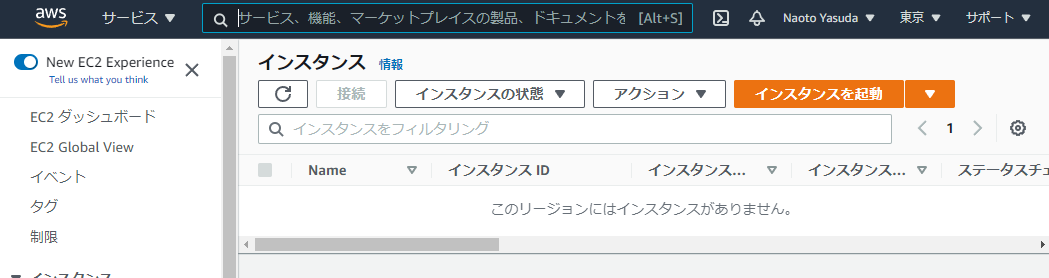 aws サービス サービス、機能、マーケットプレイスの製品、ドキュメントを [Alt+S] Naoto Yasuda 東京 サポート
New EC2 Experience
Tell us what you think
EC2 ダッシュボード
EC2 Global View
イベント
タグ
制限
インスタンス
インスタンス 情報
接続 インスタンスの状態 アクション インスタンスを起動
インスタンスをフィルタリング 1
Name インスタンス ID インスタンス... インスタンス... ステータスチェ
このリージョンにはインスタンスがありません。